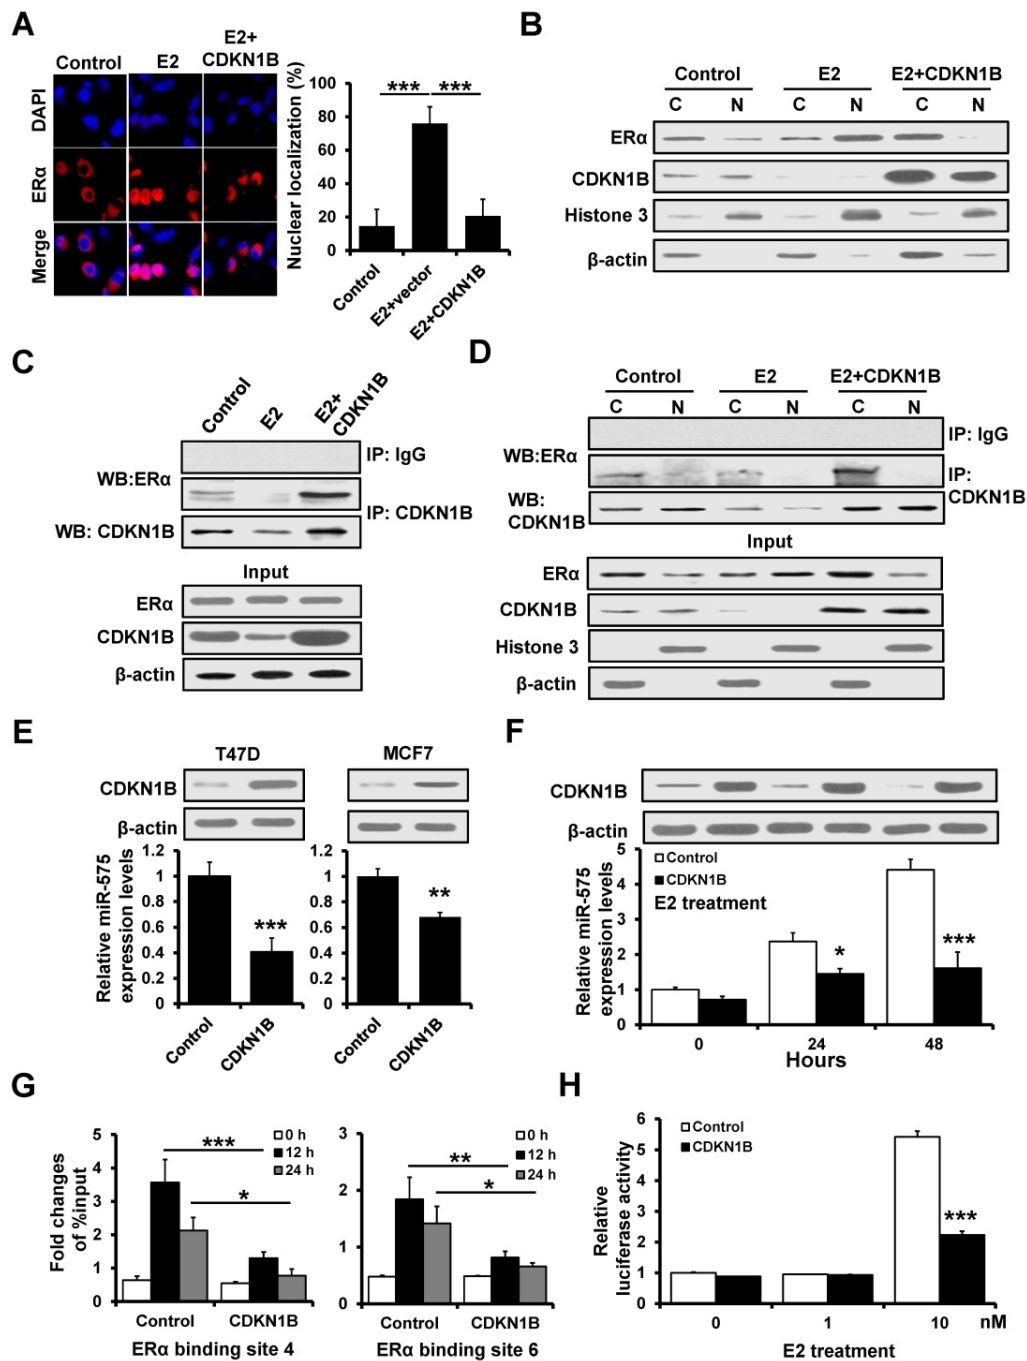 A
Control E2 E2+
CDKN1B
DAPI
ERα
Merge
Nuclear localization (%)
100
80
60
40
20
0
*** ***
Control E2+vector E2+CDKN1B
B
Control E2 E2+CDKN1B
C N C N C N
ERα
CDKN1B
Histone 3
β-actin
C
Control E2 E2+
CDKN1B
IP: IgG
WB:ERα
IP: CDKN1B
WB: CDKN1B
Input
ERα
CDKN1B
β-actin
D
Control E2 E2+CDKN1B
C N C N C N
IP: IgG
WB:ERα
IP:
CDKN1B
WB:
CDKN1B
Input
ERα
CDKN1B
Histone 3
β-actin
E
T47D MCF7
CDKN1B
β-actin
Relative miR-575
expression levels
1.2
1
0.8
0.6
0.4
0.2
0
***
Control CDKN1B
1.2
1
0.8
0.6
0.4
0.2
0
**
Control CDKN1B
F
CDKN1B
β-actin
Relative miR-575
expression levels
5
4
3
2
1
0
Control
CDKN1B
E2 treatment
* ***
0 24 48
Hours
G
Fold changes
of %input
5
4
3
2
1
0
***
*
0 h
12 h
24 h
Control CDKN1B
ERα binding site 4
3
2
1
0
**
*
0 h
12 h
24 h
Control CDKN1B
ERα binding site 6
H
Relative
luciferase activity
6
5
4
3
2
1
0
Control
CDKN1B
***
0 1 10 nM
E2 treatment